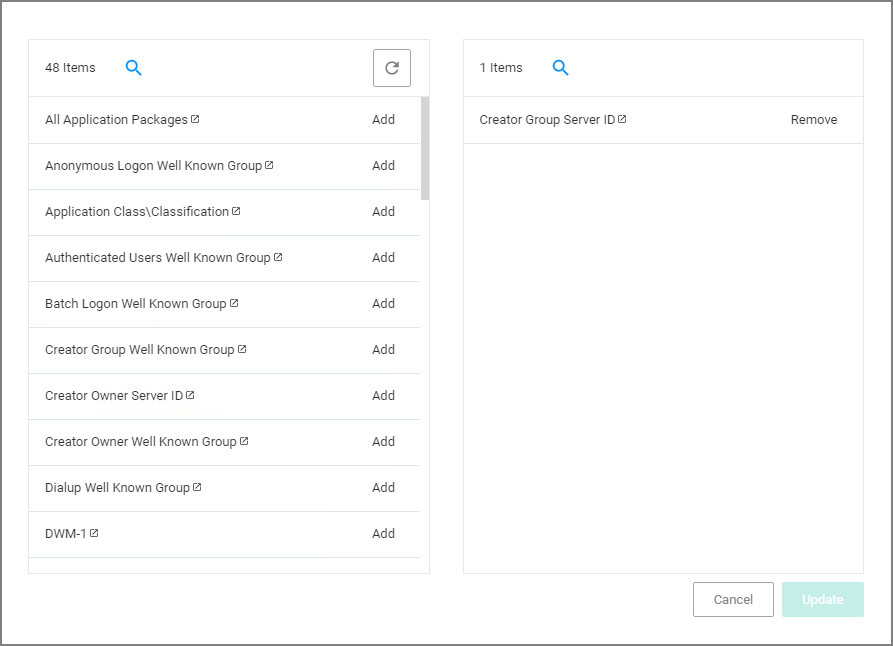 48 Items
All Application Packages Add
Anonymous Logon Well Known Group Add
Application Class\Classification Add
Authenticated Users Well Known Group Add
Batch Logon Well Known Group Add
Creator Group Well Known Group Add
Creator Owner Server ID Add
Creator Owner Well Known Group Add
Dialup Well Known Group Add
DWM-1 Add
1 Items
Creator Group Server ID Remove
Cancel Update